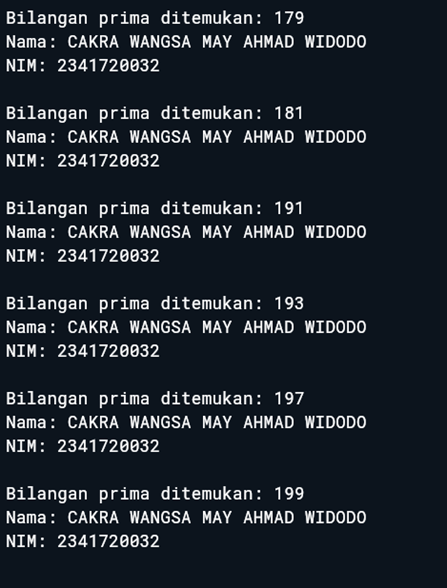 Bilangan prima ditemukan: 179
Nama: CAKRA WANGSA MAY AHMAD WIDODO
NIM: 2341720032
Bilangan prima ditemukan: 181
Nama: CAKRA WANGSA MAY AHMAD WIDODO
NIM: 2341720032
Bilangan prima ditemukan: 191
Nama: CAKRA WANGSA MAY AHMAD WIDODO
NIM: 2341720032
Bilangan prima ditemukan: 193
Nama: CAKRA WANGSA MAY AHMAD WIDODO
NIM: 2341720032
Bilangan prima ditemukan: 197
Nama: CAKRA WANGSA MAY AHMAD WIDODO
NIM: 2341720032
Bilangan prima ditemukan: 199
Nama: CAKRA WANGSA MAY AHMAD WIDODO
NIM: 2341720032